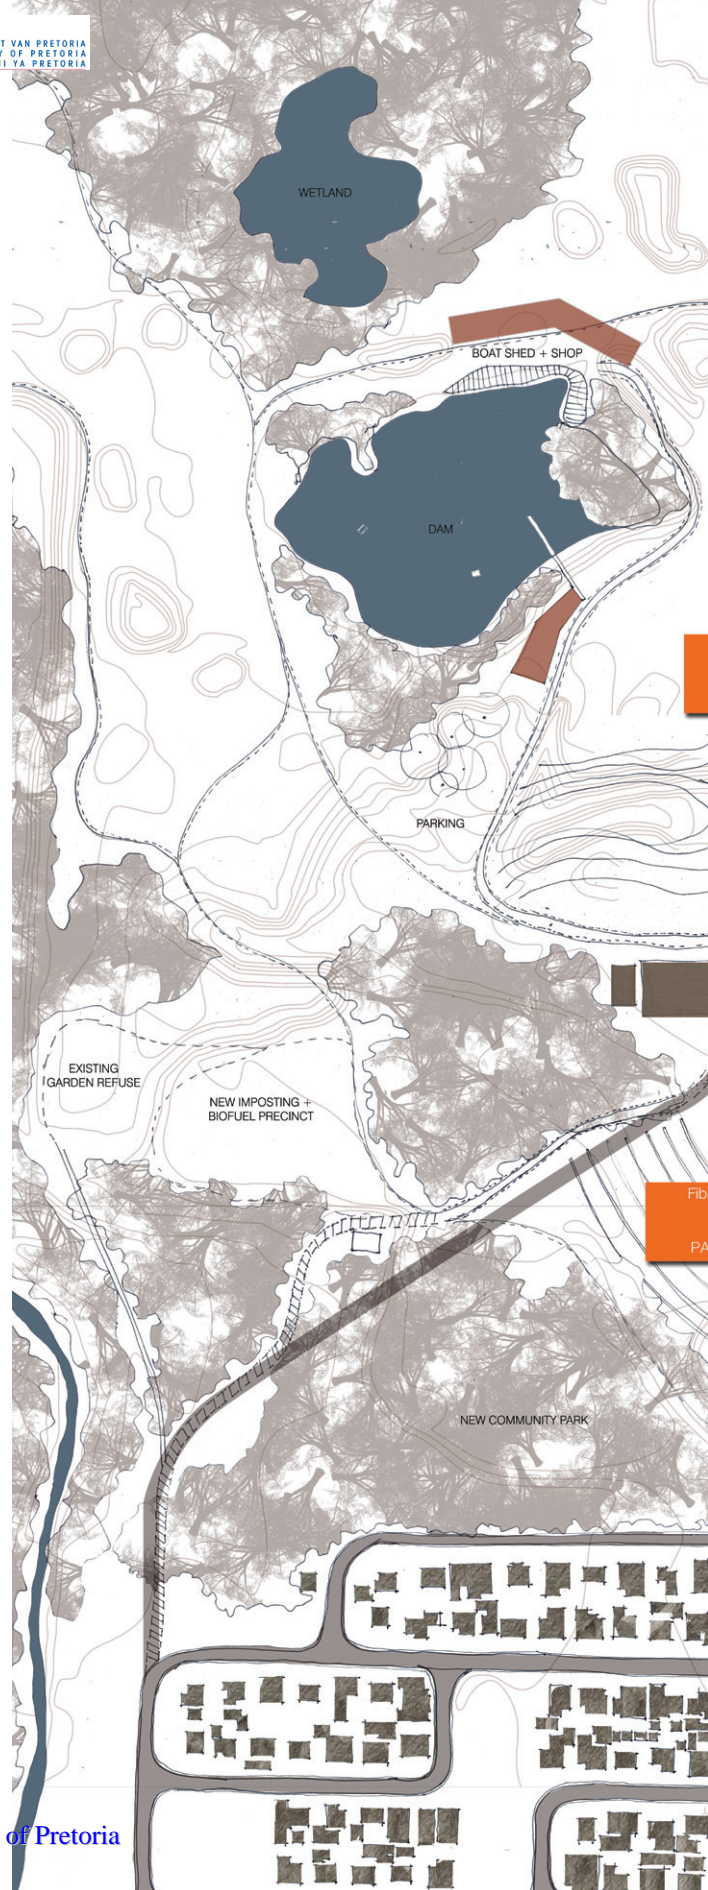 T VAN PRETORIA
Y OF PRETORIA
HI YA PRETORIA
WETLAND
BOAT SHED + SHOP
DAM
PARKING
EXISTING
GARDEN REFUSE
NEW IMPOSTING +
BIOFUEL PRECINCT
Fib
PA
NEW COMMUNITY PARK
of Pretoria